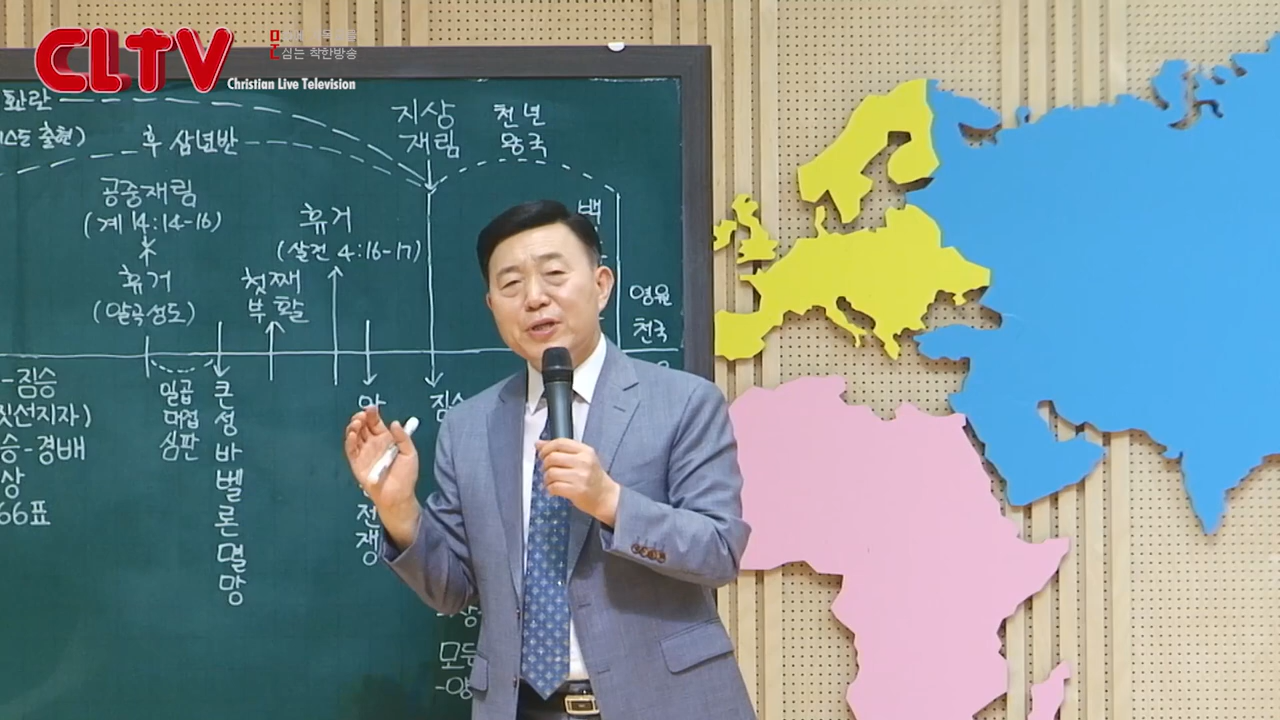 CLTV
심는 착한방송
Christian Live Television
환란
출현)
후 삼년반
지상
재림
천년
왕국
공중재림
(계 14:14-16)
휴거
(알곡성도)
첫째
부활
휴거
(살전 4:16-17)
백
영원
천국
-짐승
짓선지자)
승-경배
상
66표
일곱
대접
심판
큰
성
바
벨
론
멸
망
전
쟁
모든